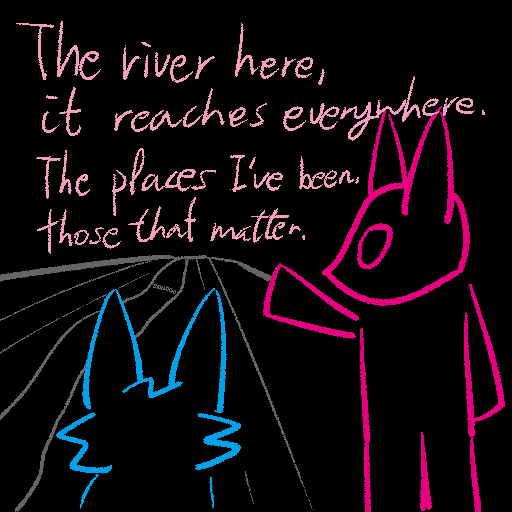 The river here,
it reaches everywhere.
The places I've been,
those that matter.